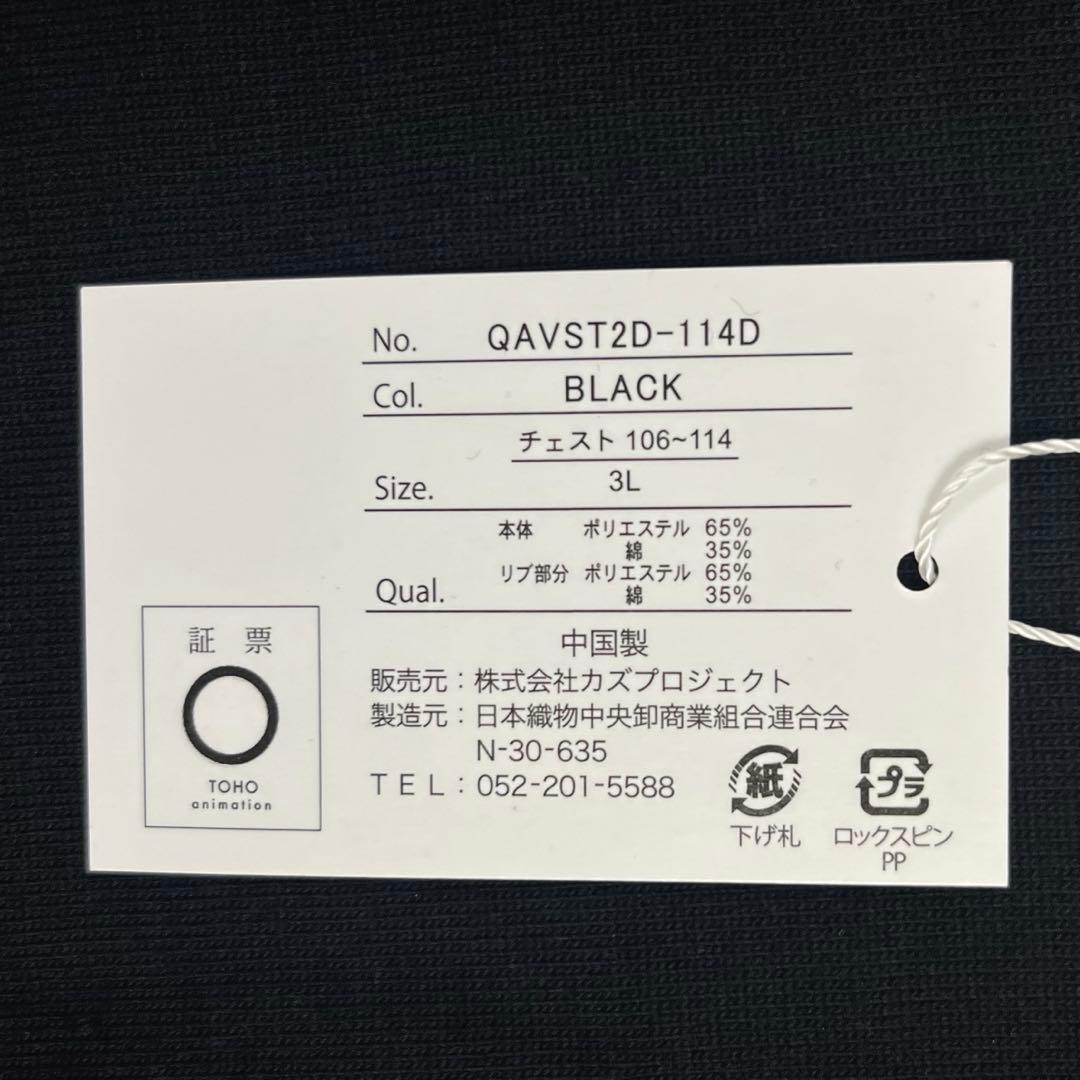 No. QAVST2D-114D
Col. BLACK
チェスト 106~114
Size. 3L
本体 ポリエステル 65%
綿 35%
リブ部分 ポリエステル 65%
Qual. 綿 35%
中国製
販売元：株式会社カズプロジェクト
製造元：日本織物中央卸商業組合連合会
N-30-635
TEL：052-201-5588
証 票
TOHO
animation
紙
下げ札
プラ
ロックスピン
PP